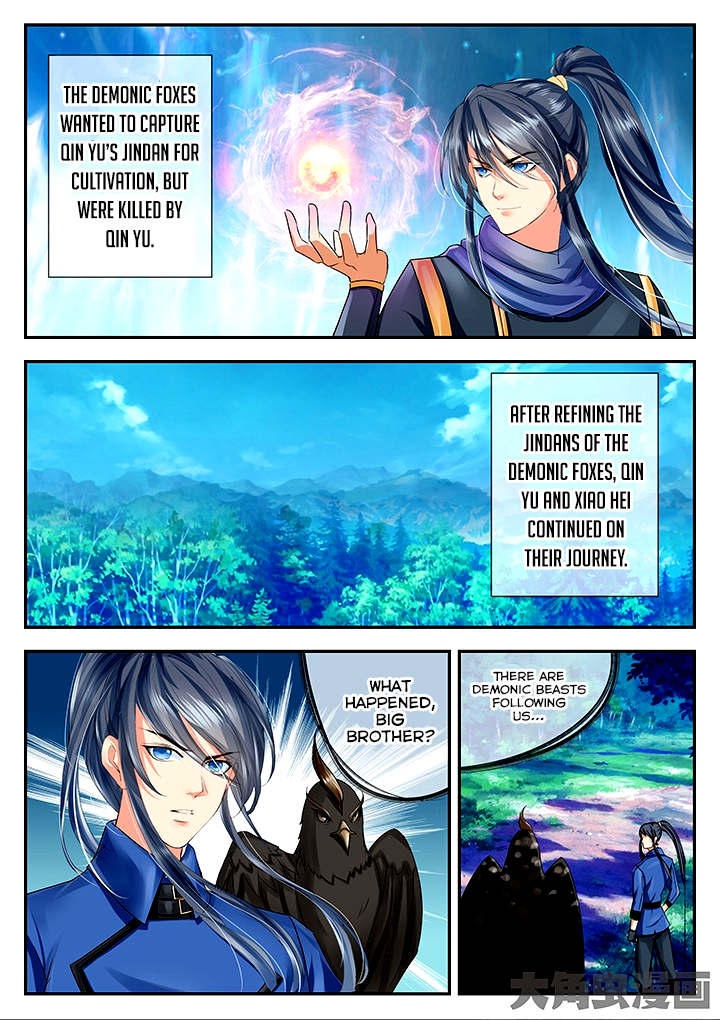 THE DEMONIC FOXES
WANTED TO CAPTURE
QIN YU'S JINDAN FOR
CULTIVATION, BUT
WERE KILLED BY
QIN YU.
AFTER REFINING THE
JINDANS OF THE
DEMONIC FOXES, QIN
YU AND XIAO HEI
CONTINUED ON
THEIR JOURNEY.
WHAT
HAPPENED,
BIG
BROTHER?
THERE ARE
DEMONIC BEASTS
FOLLOWING
US...
大角虫漫画